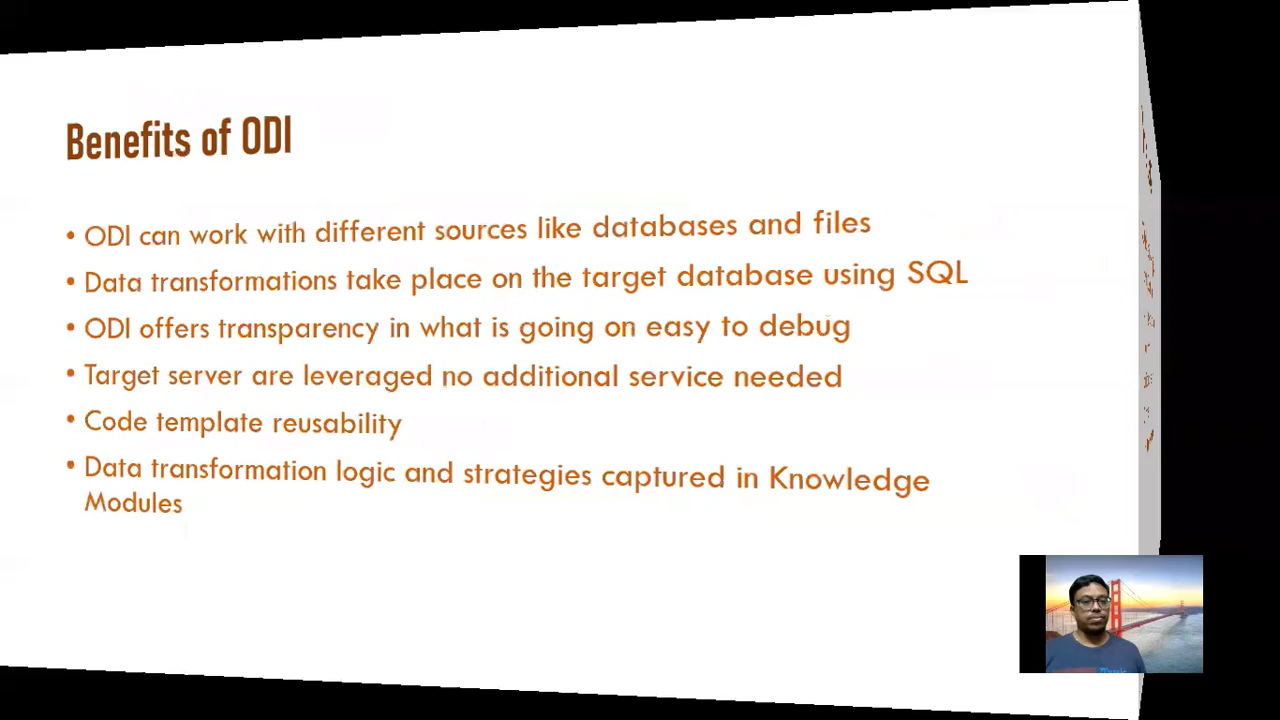 Benefits of ODI
• ODI can work with different sources like databases and files
• Data transformations take place on the target database using SQL
• ODI offers transparency in what is going on easy to debug
• Target server are leveraged no additional service needed
• Code template reusability
• Data transformation logic and strategies captured in Knowledge
Modules